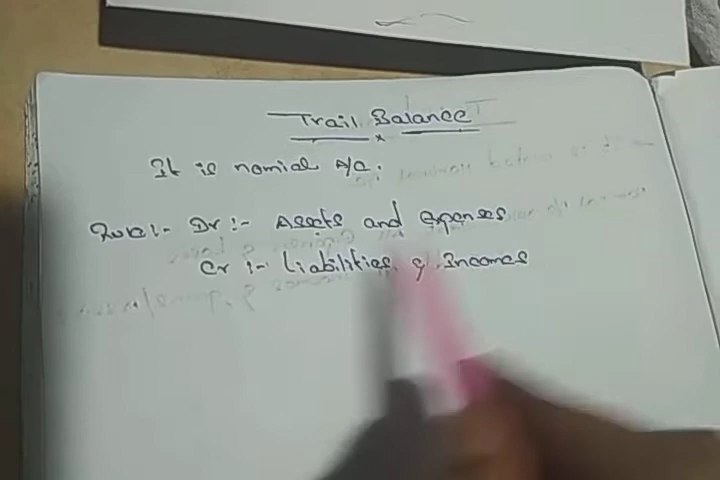 Trail Balance
It is nomial A/c.
Rule:- Dr :- Assets and Expenses
Cr :- Liabilities & Incomes